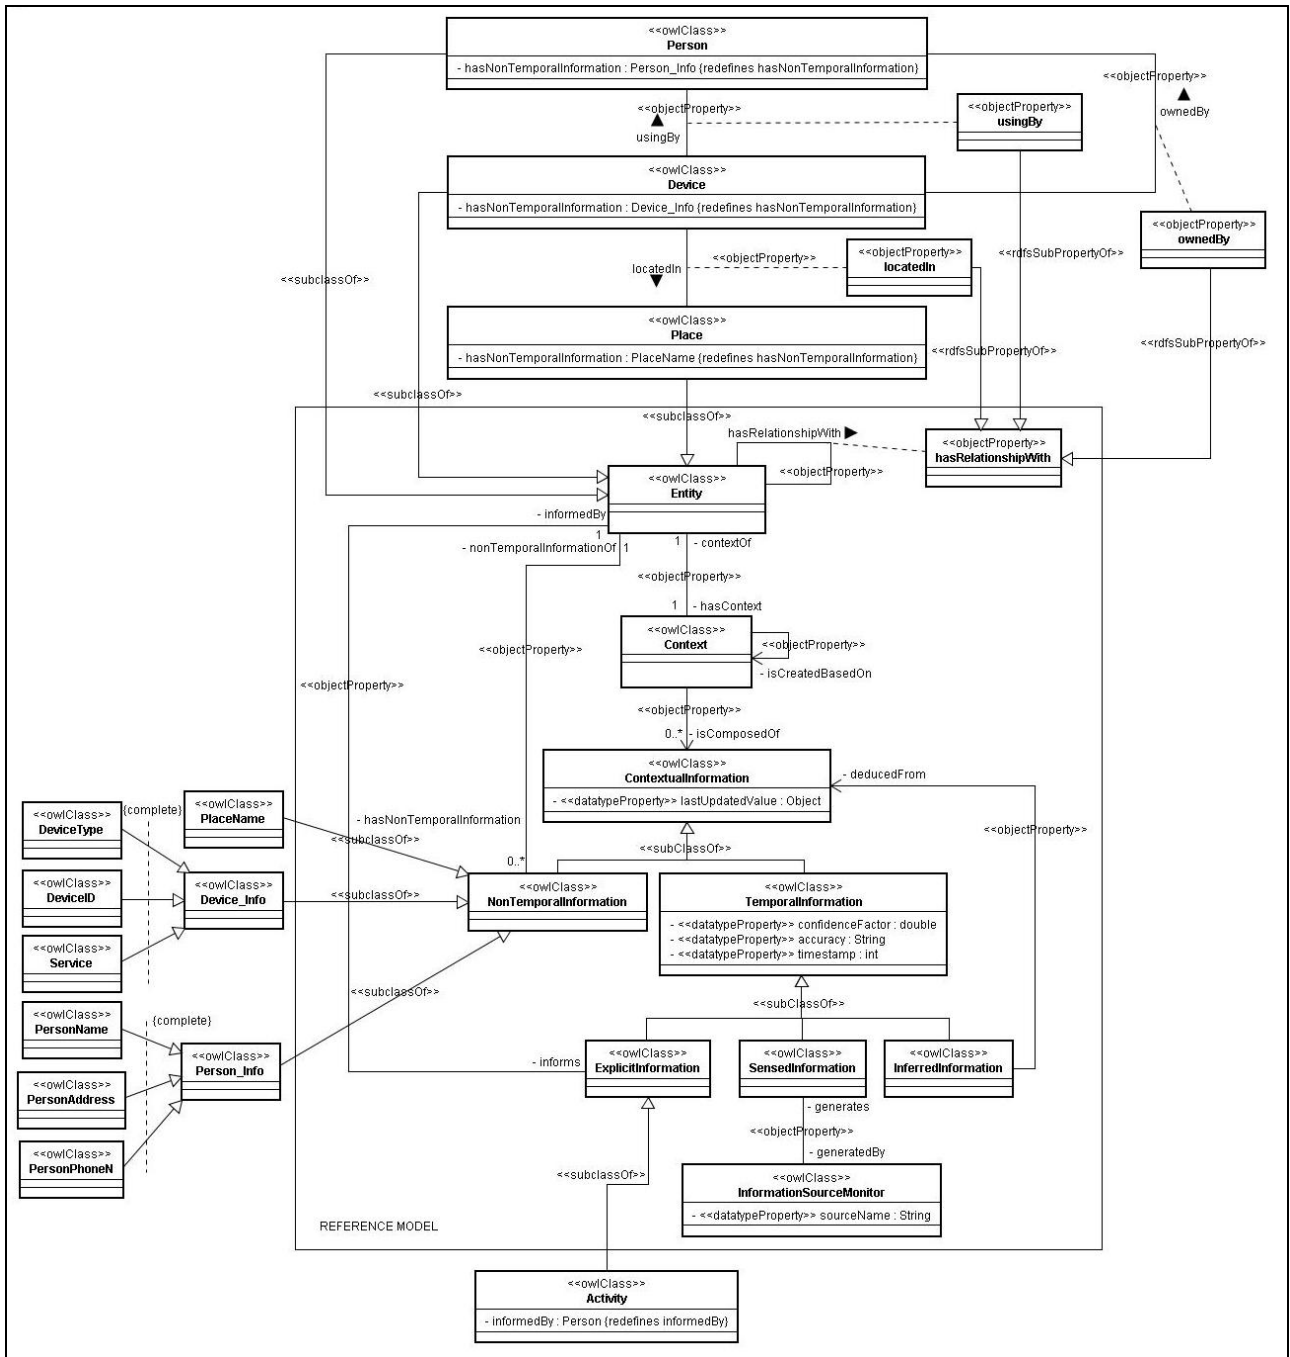 <<owlClass>>
Person
- hasNonTemporalInformation : Person_Info {redefines hasNonTemporalInformation}
<<objectProperty>>
<<objectProperty>>
usingBy
ownedBy
<<objectProperty>>
usingBy
<<owlClass>>
Device
- hasNonTemporalInformation : Device_Info {redefines hasNonTemporalInformation}
<<objectProperty>>
ownedBy
<<subclassOf>>
locatedIn
<<objectProperty>>
<<objectProperty>>
locatedIn
<<rdfsSubPropertyOf>>
<<owlClass>>
Place
- hasNonTemporalInformation : PlaceName {redefines hasNonTemporalInformation}
<<rdfsSubPropertyOf>>
<<rdfsSubPropertyOf>>
<<subclassOf>>
<<subclassOf>>
hasRelationshipWith
<<objectProperty>>
<<objectProperty>>
hasRelationshipWith
<<owlClass>>
Entity
- informedBy
1
- nonTemporalInformationOf
1
1
- contextOf
<<objectProperty>>
1
- hasContext
<<owlClass>>
Context
<<objectProperty>>
- isCreatedBasedOn
<<objectProperty>>
<<objectProperty>>
<<objectProperty>>
0..*
- isComposedOf
<<owlClass>>
ContextualInformation
- <<datatypeProperty>> lastUpdatedValue : Object
- deducedFrom
<<objectProperty>>
<<owlClass>>
DeviceType
{complete}
<<owlClass>>
PlaceName
- hasNonTemporalInformation
<<subclassOf>>
0..*
<<subClassOf>>
<<owlClass>>
DeviceID
<<owlClass>>
Device_Info
<<subclassOf>>
<<owlClass>>
NonTemporalInformation
<<owlClass>>
TemporalInformation
- <<datatypeProperty>> confidenceFactor : double
- <<datatypeProperty>> accuracy : String
- <<datatypeProperty>> timestamp : int
<<owlClass>>
Service
<<subclassOf>>
<<subClassOf>>
<<owlClass>>
PersonName
{complete}
<<owlClass>>
Person_Info
- informs
<<owlClass>>
ExplicitInformation
<<owlClass>>
SensedInformation
<<owlClass>>
InferredInformation
<<owlClass>>
PersonAddress
- generates
<<objectProperty>>
- generatedBy
<<owlClass>>
PersonPhoneN
<<subclassOf>>
<<owlClass>>
InformationSourceMonitor
- <<datatypeProperty>> sourceName : String
REFERENCE MODEL
<<owlClass>>
Activity
- informedBy : Person {redefines informedBy}